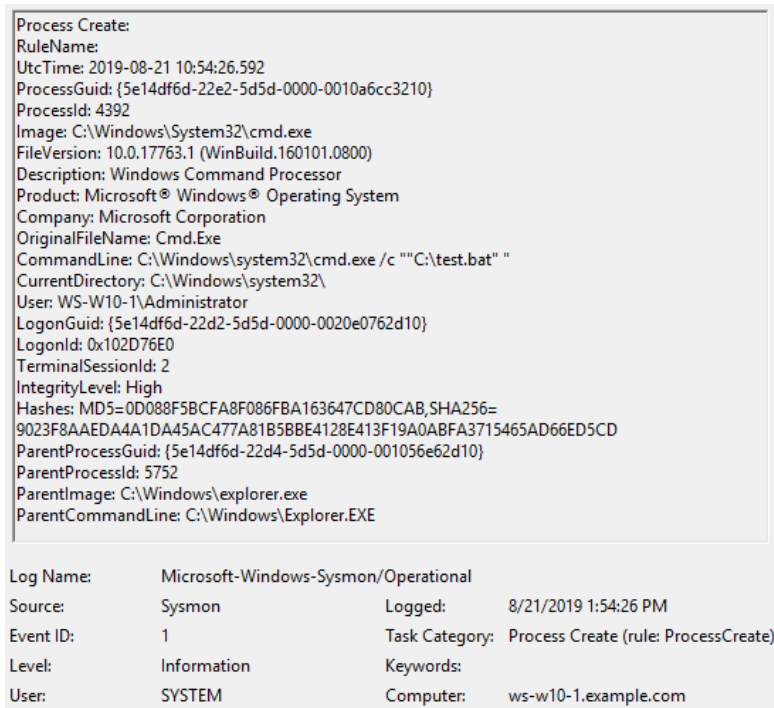 Process Create:
RuleName:
UtcTime: 2019-08-21 10:54:26.592
ProcessGuid: {5e14df6d-22e2-5d5d-0000-0010a6cc3210}
ProcessId: 4392
Image: C:\Windows\System32\cmd.exe
FileVersion: 10.0.17763.1 (WinBuild.160101.0800)
Description: Windows Command Processor
Product: Microsoft® Windows® Operating System
Company: Microsoft Corporation
OriginalFileName: Cmd.Exe
CommandLine: C:\Windows\system32\cmd.exe /c ""C:\test.bat" "
CurrentDirectory: C:\Windows\system32\
User: WS-W10-1\Administrator
LogonGuid: {5e14df6d-22d2-5d5d-0000-0020e0762d10}
LogonId: 0x102D76E0
TerminalSessionId: 2
IntegrityLevel: High
Hashes: MD5=0D088F5BCFA8F086FBA163647CD80CAB,SHA256=
9023F8AAEDA4A1DA45AC477A81B5BBE4128E413F19A0ABFA3715465AD66ED5CD
ParentProcessGuid: {5e14df6d-22d4-5d5d-0000-001056e62d10}
ParentProcessId: 5752
ParentImage: C:\Windows\explorer.exe
ParentCommandLine: C:\Windows\Explorer.EXE
Log Name: Microsoft-Windows-Sysmon/Operational
Source: Sysmon Logged: 8/21/2019 1:54:26 PM
Event ID: 1 Task Category: Process Create (rule: ProcessCreate)
Level: Information Keywords:
User: SYSTEM Computer: ws-w10-1.example.com